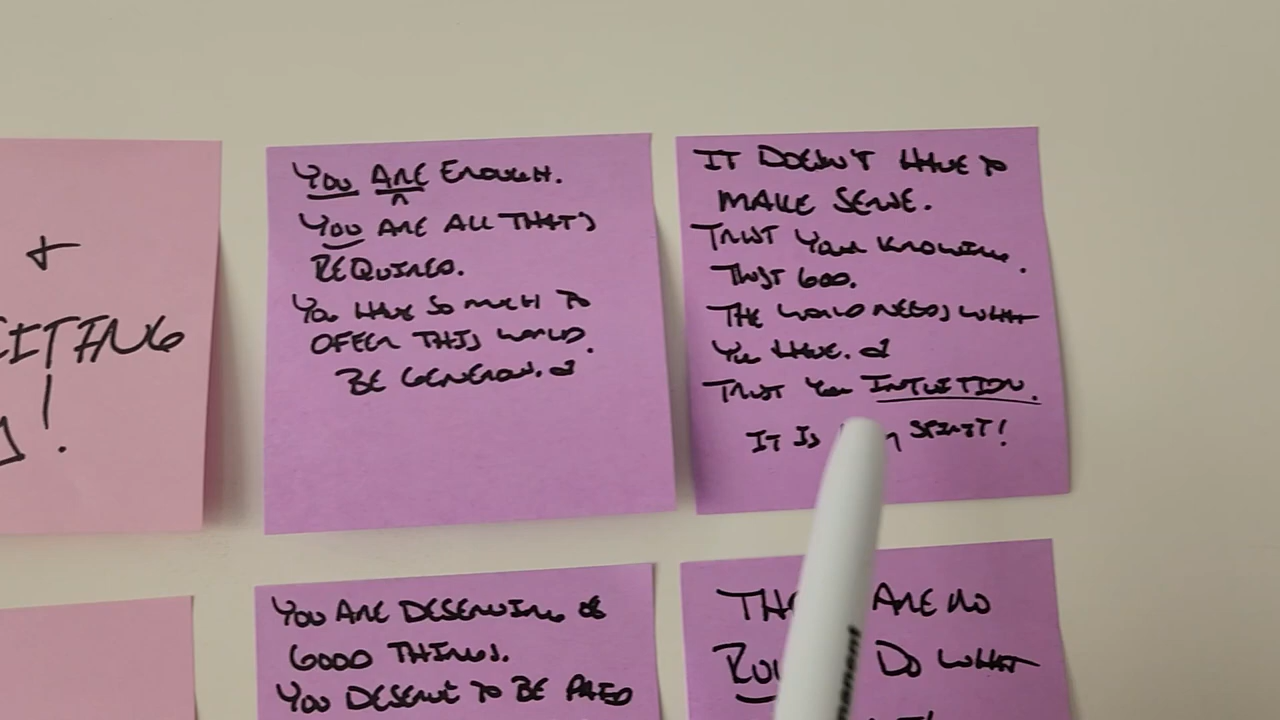 +
CITING
!
YOU ARE ENOUGH.
YOU ARE ALL THAT'S
REQUIRED.
YOU HAVE SO MUCH TO
OFFER THIS WORLD.
BE GENEROUS.
IT DOESN'T HAVE TO
MAKE SENSE.
TRUST YOUR KNOWING.
TRUST GOD.
THE WORLD NEEDS WHAT
YOU HAVE.
TRUST YOUR INTUITION.
IT IS SPIRIT!
YOU ARE DESERVING OF
GOOD THINGS.
YOU DESERVE TO BE PAID
ARE NO
DO WHAT